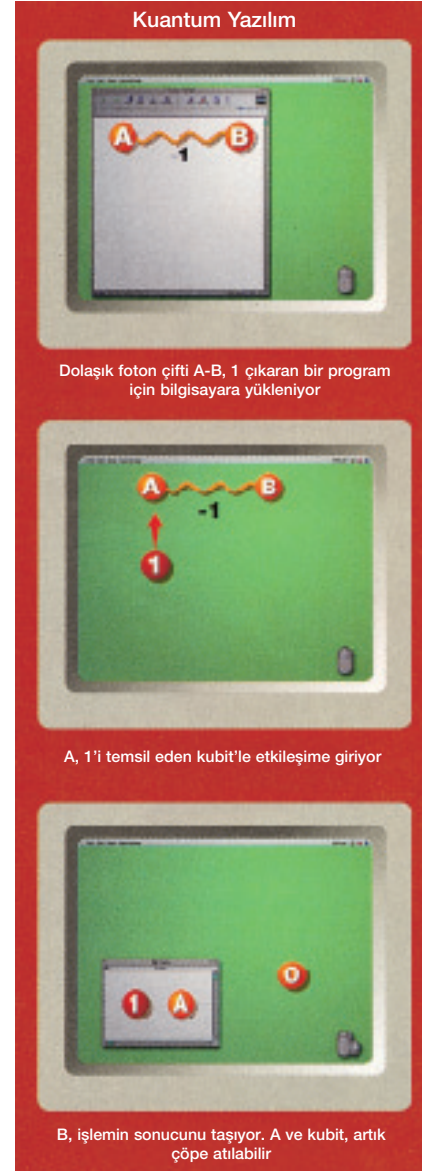 Kuantum Yazılım
A B
-1
Dolaşık foton çifti A-B, 1 çıkaran bir program
için bilgisayara yükleniyor
A B
-1
1
A, 1’i temsil eden kubit’le etkileşime giriyor
1 A
0
B, işlemin sonucunu taşıyor. A ve kubit, artık
çöpe atılabilir